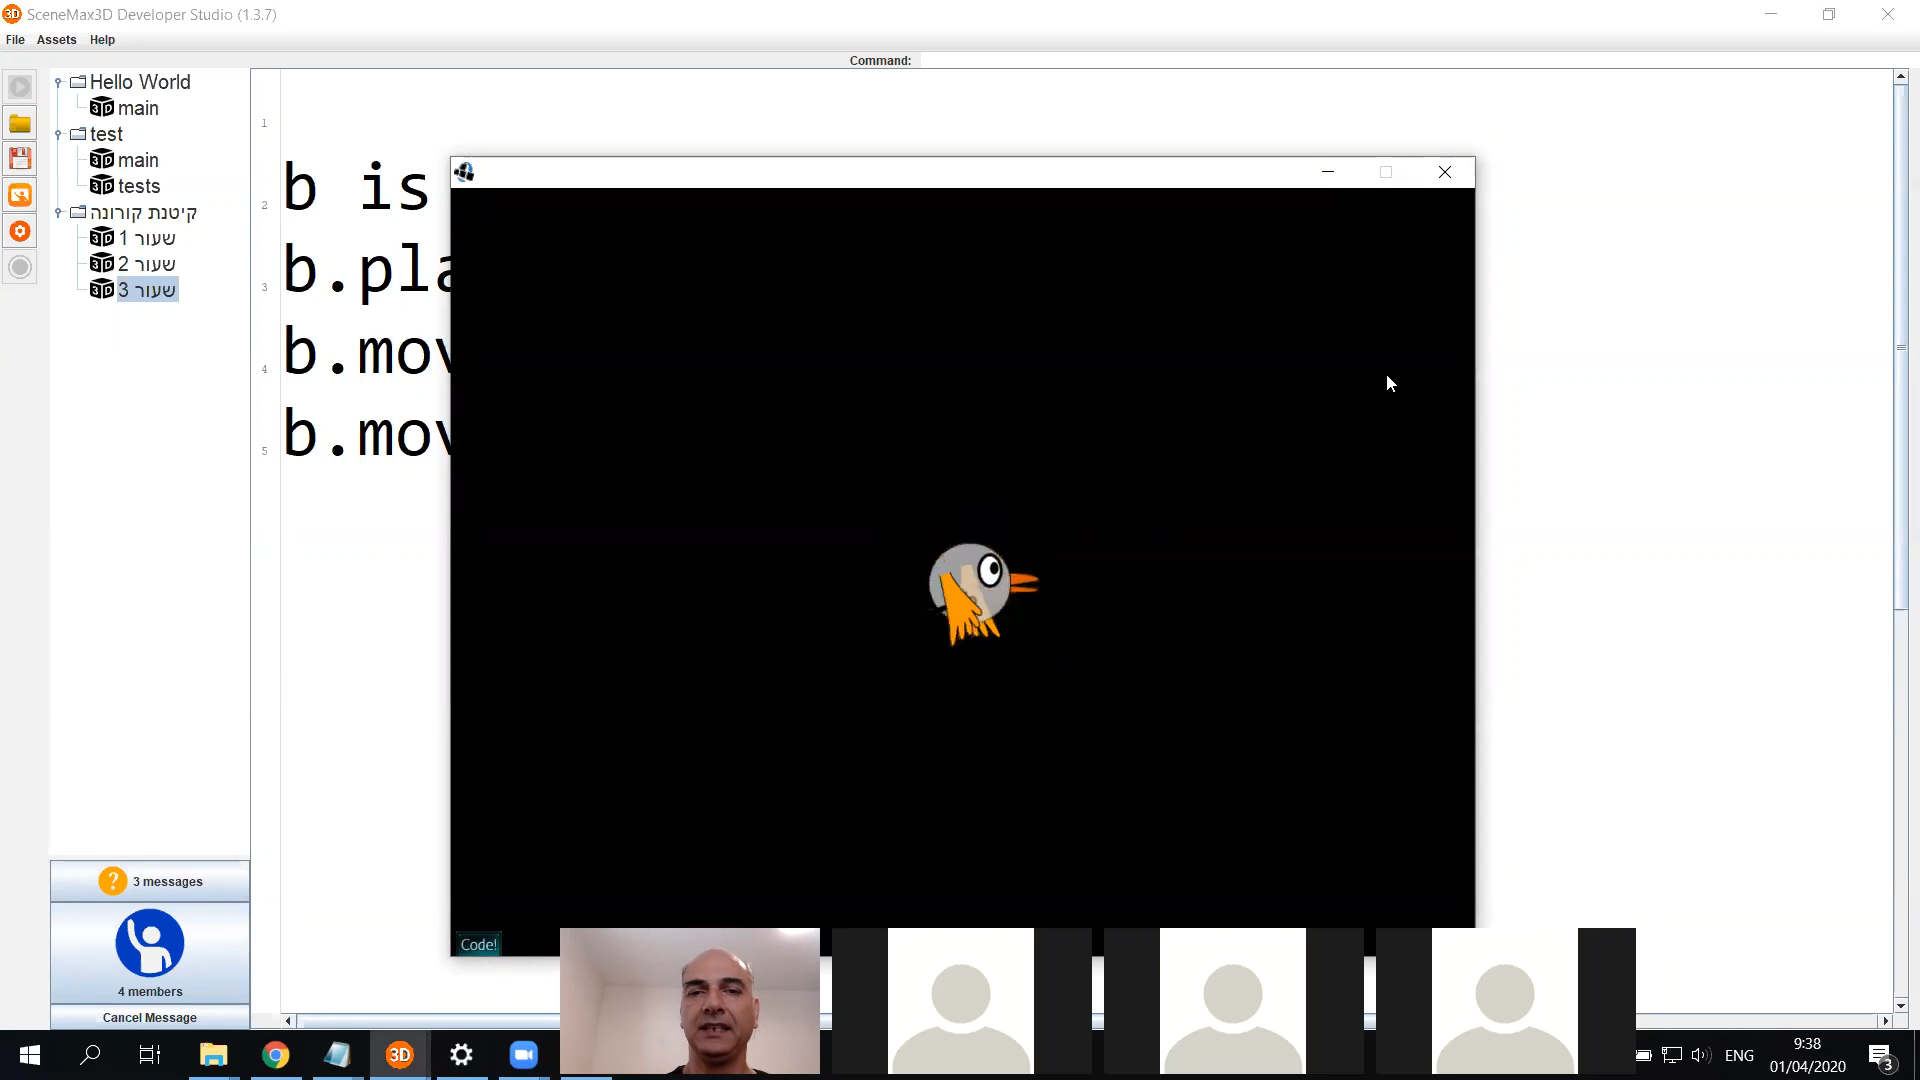 SceneMax3D Developer Studio (1.3.7)
File Assets Help
Command:
Hello World
main
test
main
tests
קיטנת קורונה
שעור 1
שעור 2
שעור 3
1
2
3
4
5
b is
b.pla
b.mov
b.mov
Code!
3 messages
4 members
Cancel Message
3D
ENG
9:38
01/04/2020
3